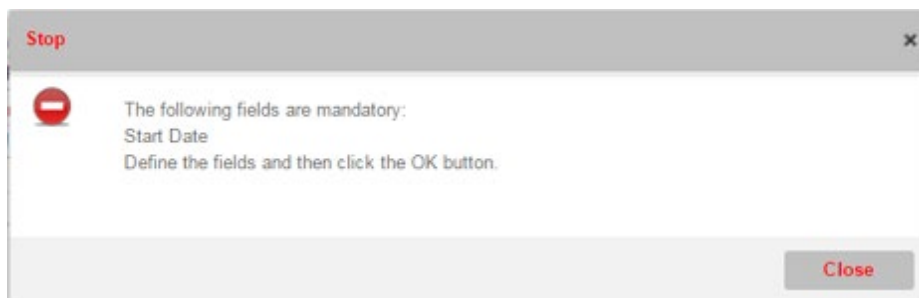 Stop
The following fields are mandatory:
Start Date
Define the fields and then click the OK button.
Close